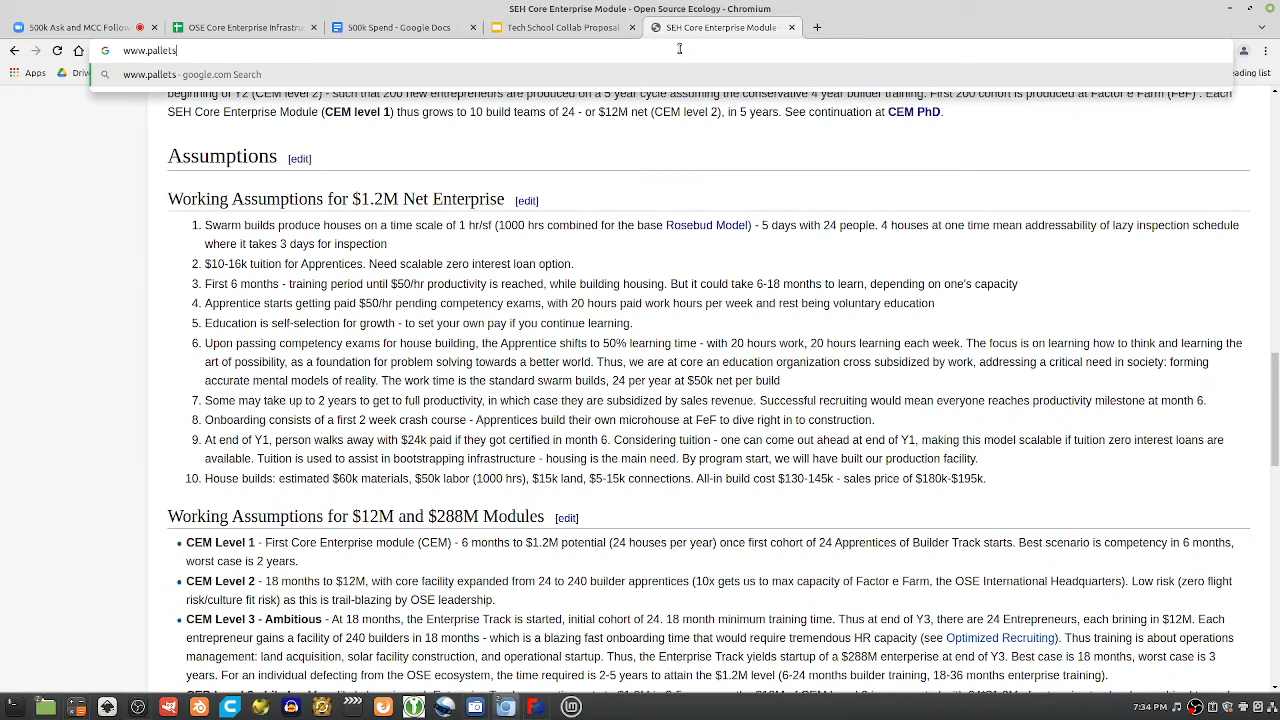 SEH Core Enterprise Module - Open Source Ecology - Chromium
500k Ask and MCC Follow
OSE Core Enterprise Infrastru
500k Spend - Google Docs
Tech School Collab Proposal
SEH Core Enterprise Module -
www.pallets
www.pallets - google.com Search
Apps
Driv
ding list
beginning of Y2 (CEM level 2) - such that 200 new entrepreneurs are produced on a 5 year cycle assuming the conservative 4 year builder training. First 200 cohort is produced at Factor e Farm (FeF) . Each
SEH Core Enterprise Module (CEM level 1) thus grows to 10 build teams of 24 - or $12M net (CEM level 2), in 5 years. See continuation at CEM PhD.
Assumptions [edit]
Working Assumptions for $1.2M Net Enterprise [edit]
1. Swarm builds produce houses on a time scale of 1 hr/sf (1000 hrs combined for the base Rosebud Model) - 5 days with 24 people. 4 houses at one time mean addressability of lazy inspection schedule
where it takes 3 days for inspection
2. $10-16k tuition for Apprentices. Need scalable zero interest loan option.
3. First 6 months - training period until $50/hr productivity is reached, while building housing. But it could take 6-18 months to learn, depending on one's capacity
4. Apprentice starts getting paid $50/hr pending competency exams, with 20 hours paid work hours per week and rest being voluntary education
5. Education is self-selection for growth - to set your own pay if you continue learning.
6. Upon passing competency exams for house building, the Apprentice shifts to 50% learning time - with 20 hours work, 20 hours learning each week. The focus is on learning how to think and learning the
art of possibility, as a foundation for problem solving towards a better world. Thus, we are at core an education organization cross subsidized by work, addressing a critical need in society: forming
accurate mental models of reality. The work time is the standard swarm builds, 24 per year at $50k net per build
7. Some may take up to 2 years to get to full productivity, in which case they are subsidized by sales revenue. Successful recruiting would mean everyone reaches productivity milestone at month 6.
8. Onboarding consists of a first 2 week crash course - Apprentices build their own microhouse at FeF to dive right in to construction.
9. At end of Y1, person walks away with $24k paid if they got certified in month 6. Considering tuition - one can come out ahead at end of Y1, making this model scalable if tuition zero interest loans are
available. Tuition is used to assist in bootstrapping infrastructure - housing is the main need. By program start, we will have built our production facility.
10. House builds: estimated $60k materials, $50k labor (1000 hrs), $15k land, $5-15k connections. All-in build cost $130-145k - sales price of $180k-$195k.
Working Assumptions for $12M and $288M Modules [edit]
CEM Level 1 - First Core Enterprise module (CEM) - 6 months to $1.2M potential (24 houses per year) once first cohort of 24 Apprentices of Builder Track starts. Best scenario is competency in 6 months,
worst case is 2 years.
CEM Level 2 - 18 months to $12M, with core facility expanded from 24 to 240 builder apprentices (10x gets us to max capacity of Factor e Farm, the OSE International Headquarters). Low risk (zero flight
risk/culture fit risk) as this is trail-blazing by OSE leadership.
CEM Level 3 - Ambitious - At 18 months, the Enterprise Track is started, initial cohort of 24. 18 month minimum training time. Thus at end of Y3, there are 24 Entrepreneurs, each brining in $12M. Each
entrepreneur gains a facility of 240 builders in 18 months - which is a blazing fast onboarding time that would require tremendous HR capacity (see Optimized Recruiting). Thus training is about operations
management: land acquisition, solar facility construction, and operational startup. Thus, the Enterprise Track yields startup of a $288M enterperise at end of Y3. Best case is 18 months, worst case is 3
years. For an individual defecting from the OSE ecosystem, the time required is 2-5 years to attain the $1.2M level (6-24 months builder training, 18-36 months enterprise training).
7:34 PM